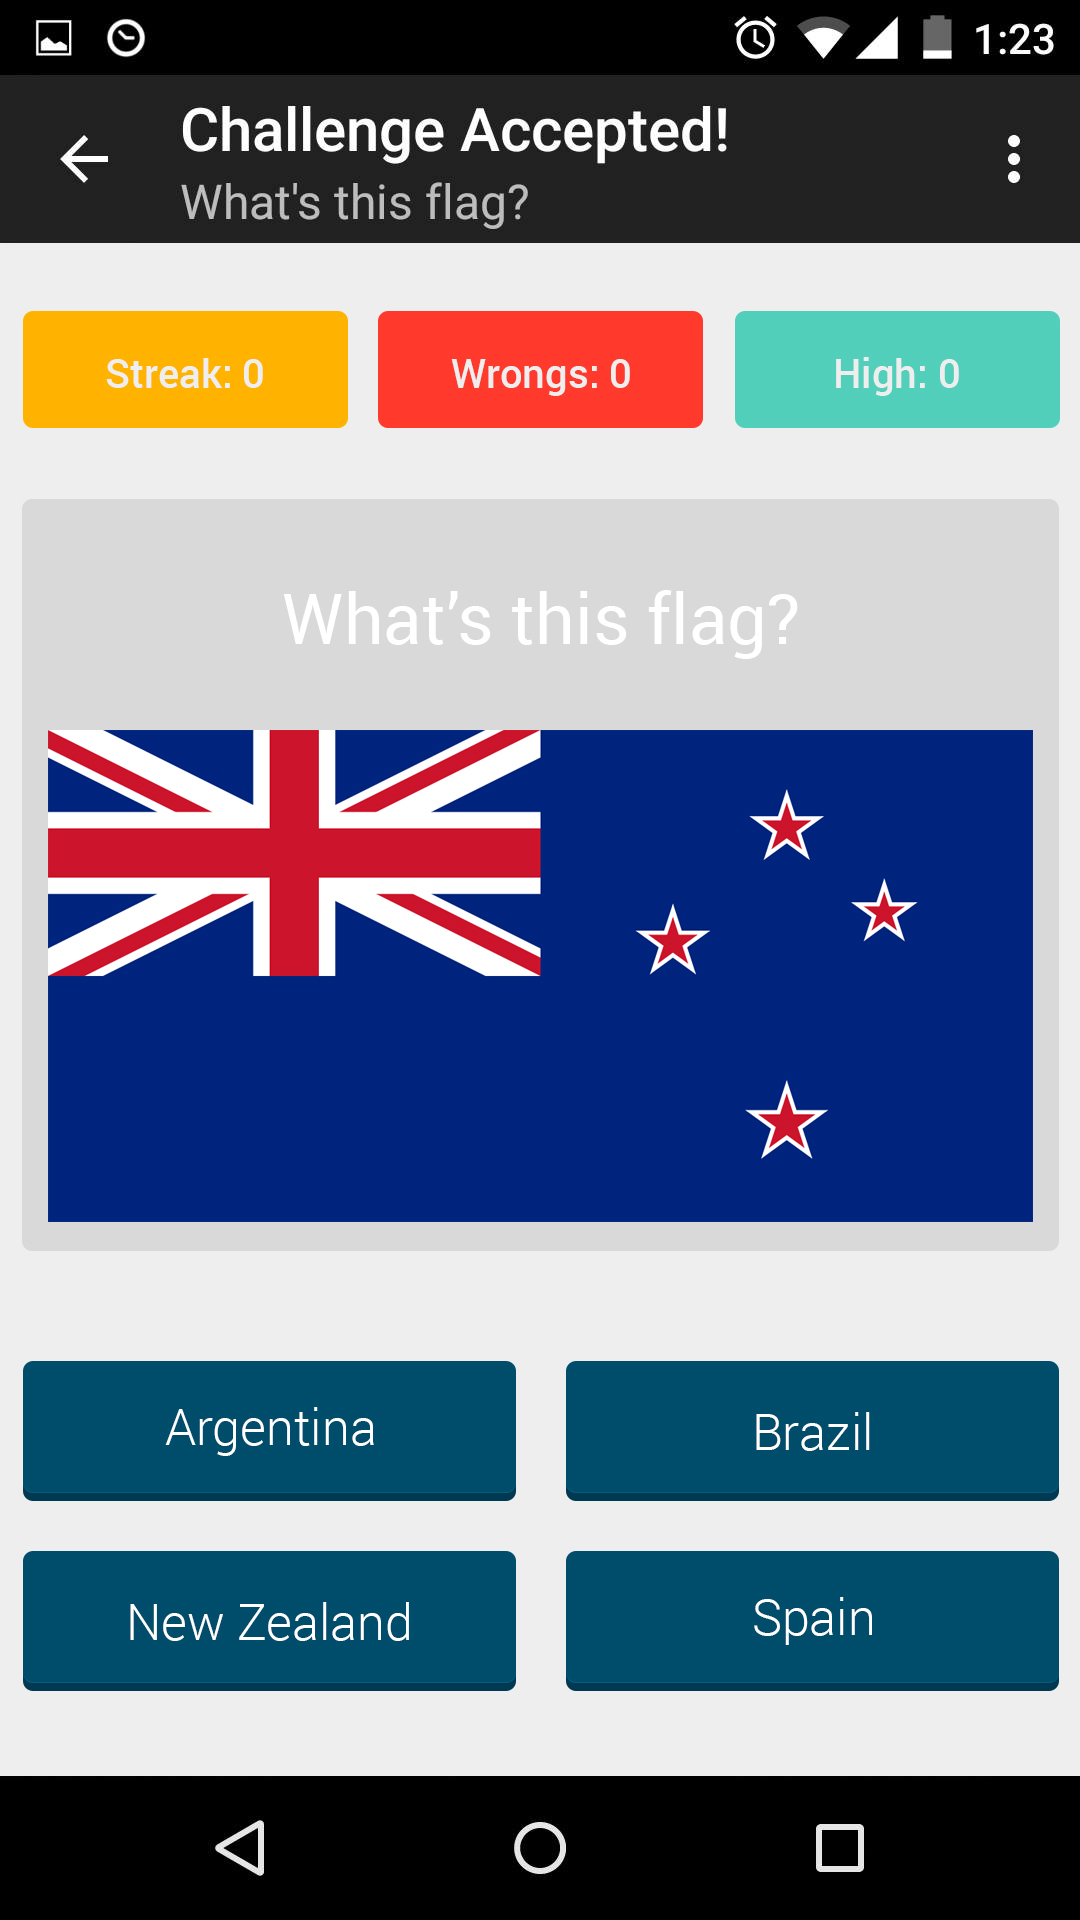 1:23
Challenge Accepted!
What's this flag?
Streak: 0
Wrongs: 0
High: 0
What’s this flag?
Argentina
Brazil
New Zealand
Spain